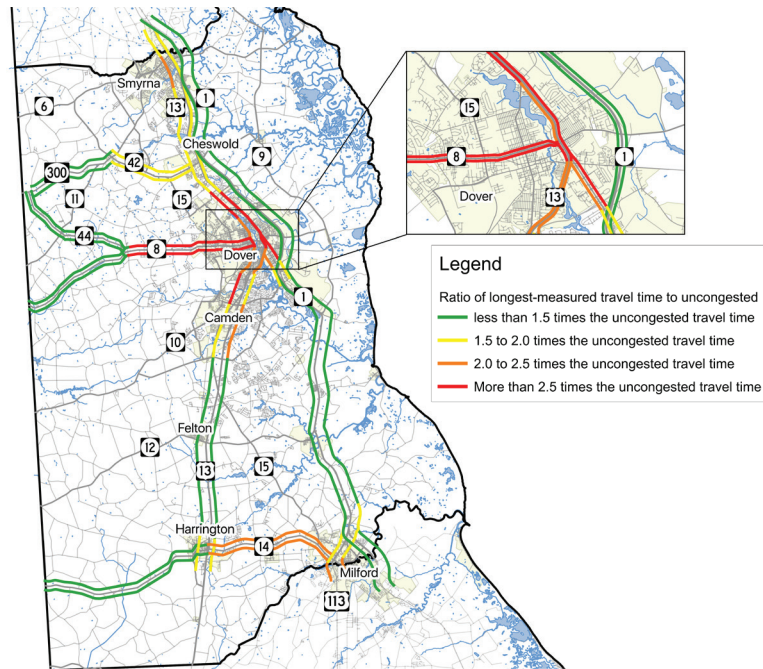 Smyrna
6
13
1
Cheswold
9
42
300
11
15
44
8
Dover
1
Camden
10
Felton
12
13
15
Harrington
14
Milford
113
15
8
1
13
Dover
Legend
Ratio of longest-measured travel time to uncongested
less than 1.5 times the uncongested travel time
1.5 to 2.0 times the uncongested travel time
2.0 to 2.5 times the uncongested travel time
More than 2.5 times the uncongested travel time